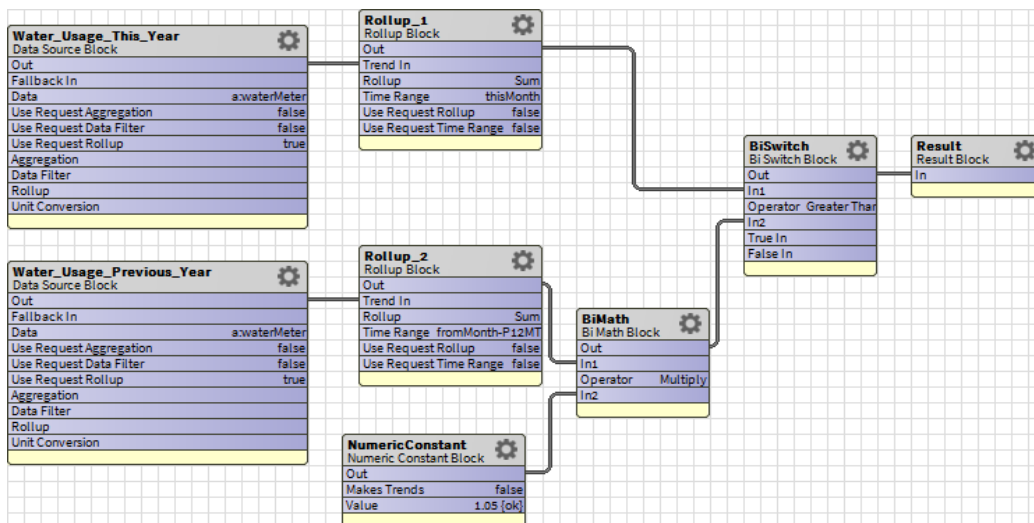 Water_Usage_This_Year
Data Source Block
Out
Fallback In
Data a:waterMeter
Use Request Aggregation false
Use Request Data Filter false
Use Request Rollup true
Aggregation
Data Filter
Rollup
Unit Conversion
Rollup_1
Rollup Block
Out
Trend In
Rollup Sum
Time Range thisMonth
Use Request Rollup false
Use Request Time Range false
BiSwitch
Bi Switch Block
Out
In1
Operator Greater Than
In2
True In
False In
Result
Result Block
In
Water_Usage_Previous_Year
Data Source Block
Out
Fallback In
Data a:waterMeter
Use Request Aggregation false
Use Request Data Filter false
Use Request Rollup true
Aggregation
Data Filter
Rollup
Unit Conversion
Rollup_2
Rollup Block
Out
Trend In
Rollup Sum
Time Range fromMonth-P12MT
Use Request Rollup false
Use Request Time Range false
BiMath
Bi Math Block
Out
In1
Operator Multiply
In2
NumericConstant
Numeric Constant Block
Out
Makes Trends false
Value 1.05 {ok}